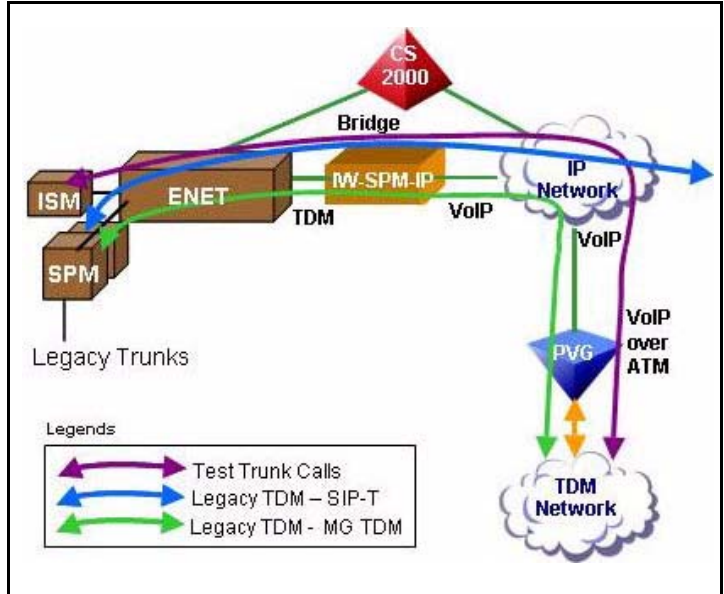 CS
2000
Bridge
IP
Network
ISM
ENET
IW-SPM-IP
TDM
VoIP
VoIP
SPM
Legacy Trunks
PVG
VoIP
over
ATM
TDM
Network
Legends
Test Trunk Calls
Legacy TDM – SIP-T
Legacy TDM - MG TDM